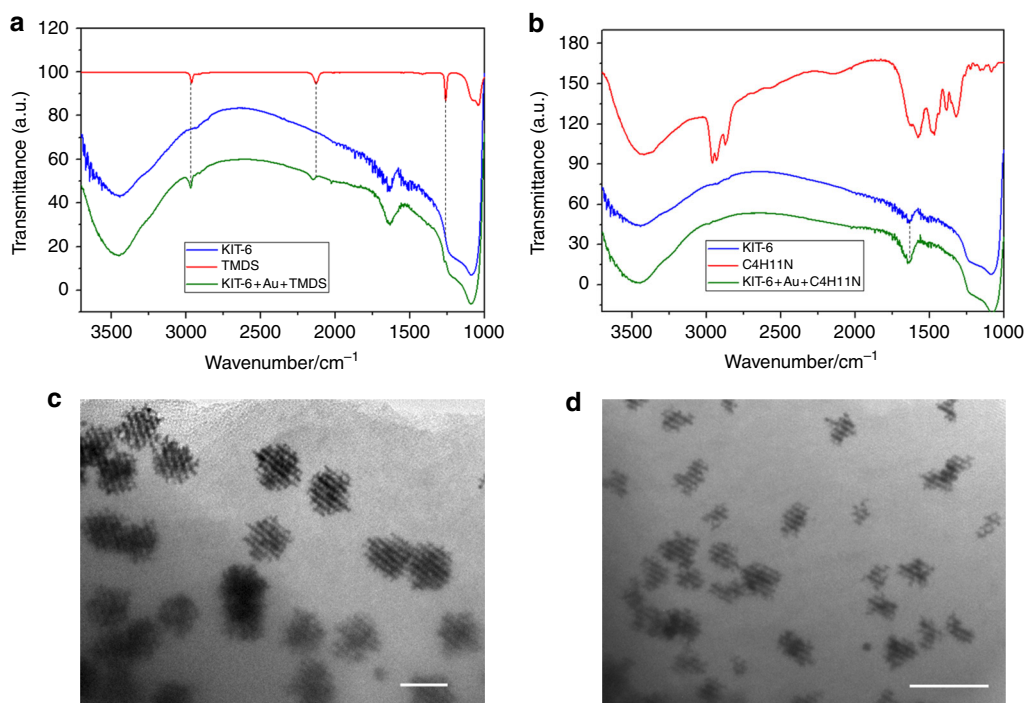 a
Transmittance (a.u.)
120
100
80
60
40
20
0
KIT-6
TMDS
KIT-6+Au+TMDS
3500 3000 2500 2000 1500 1000
Wavenumber/cm⁻¹
b
Transmittance (a.u.)
180
150
120
90
60
30
0
KIT-6
C4H11N
KIT-6+Au+C4H11N
3500 3000 2500 2000 1500 1000
Wavenumber/cm⁻¹
c
d